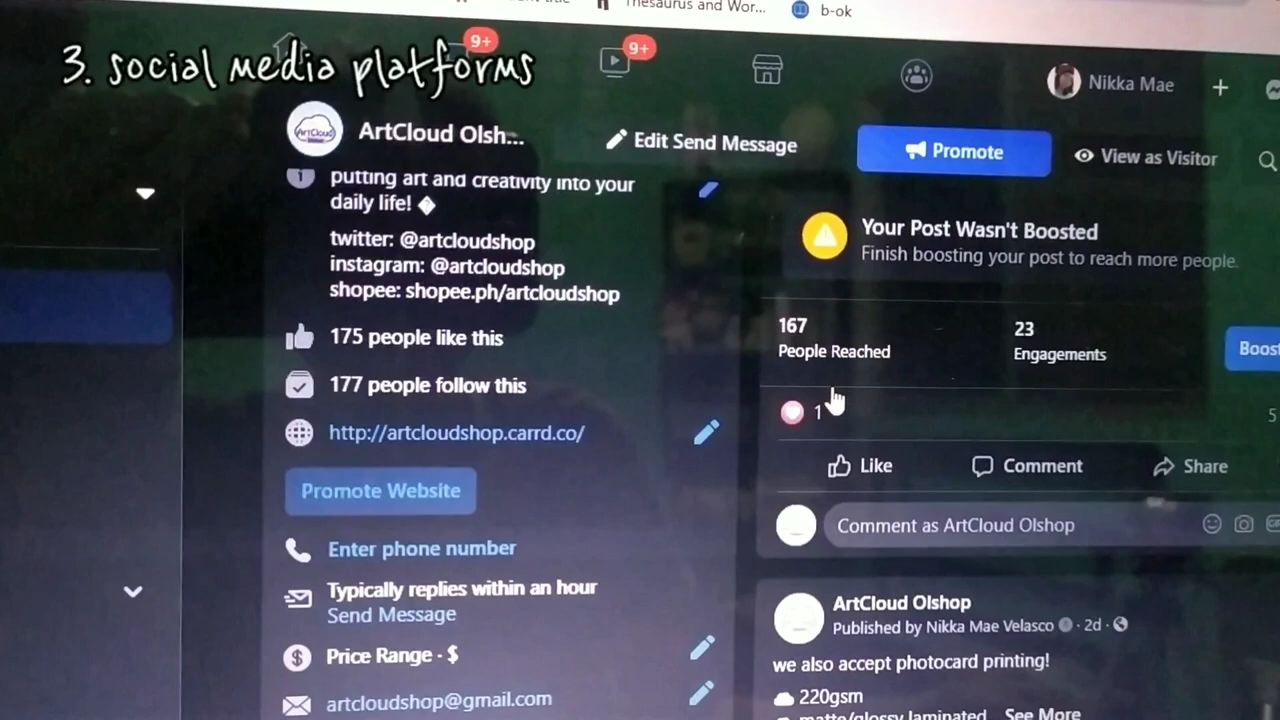 Thesaurus and Wor...
b-ok
3. social media platforms
9+
9+
Nikka Mae
ArtCloud
ArtCloud Olsh...
Edit Send Message
Promote
View as Visitor
putting art and creativity into your
daily life!
twitter: @artcloudshop
instagram: @artcloudshop
shopee: shopee.ph/artcloudshop
175 people like this
177 people follow this
http://artcloudshop.carrd.co/
Promote Website
Enter phone number
Typically replies within an hour
Send Message
Price Range · $
artcloudshop@gmail.com
Your Post Wasn't Boosted
Finish boosting your post to reach more people.
167
People Reached
23
Engagements
Boost
1
5
Like
Comment
Share
Comment as ArtCloud Olshop
ArtCloud Olshop
Published by Nikka Mae Velasco · 2d ·
we also accept photocard printing!
220gsm
matte/glossy laminated... See More